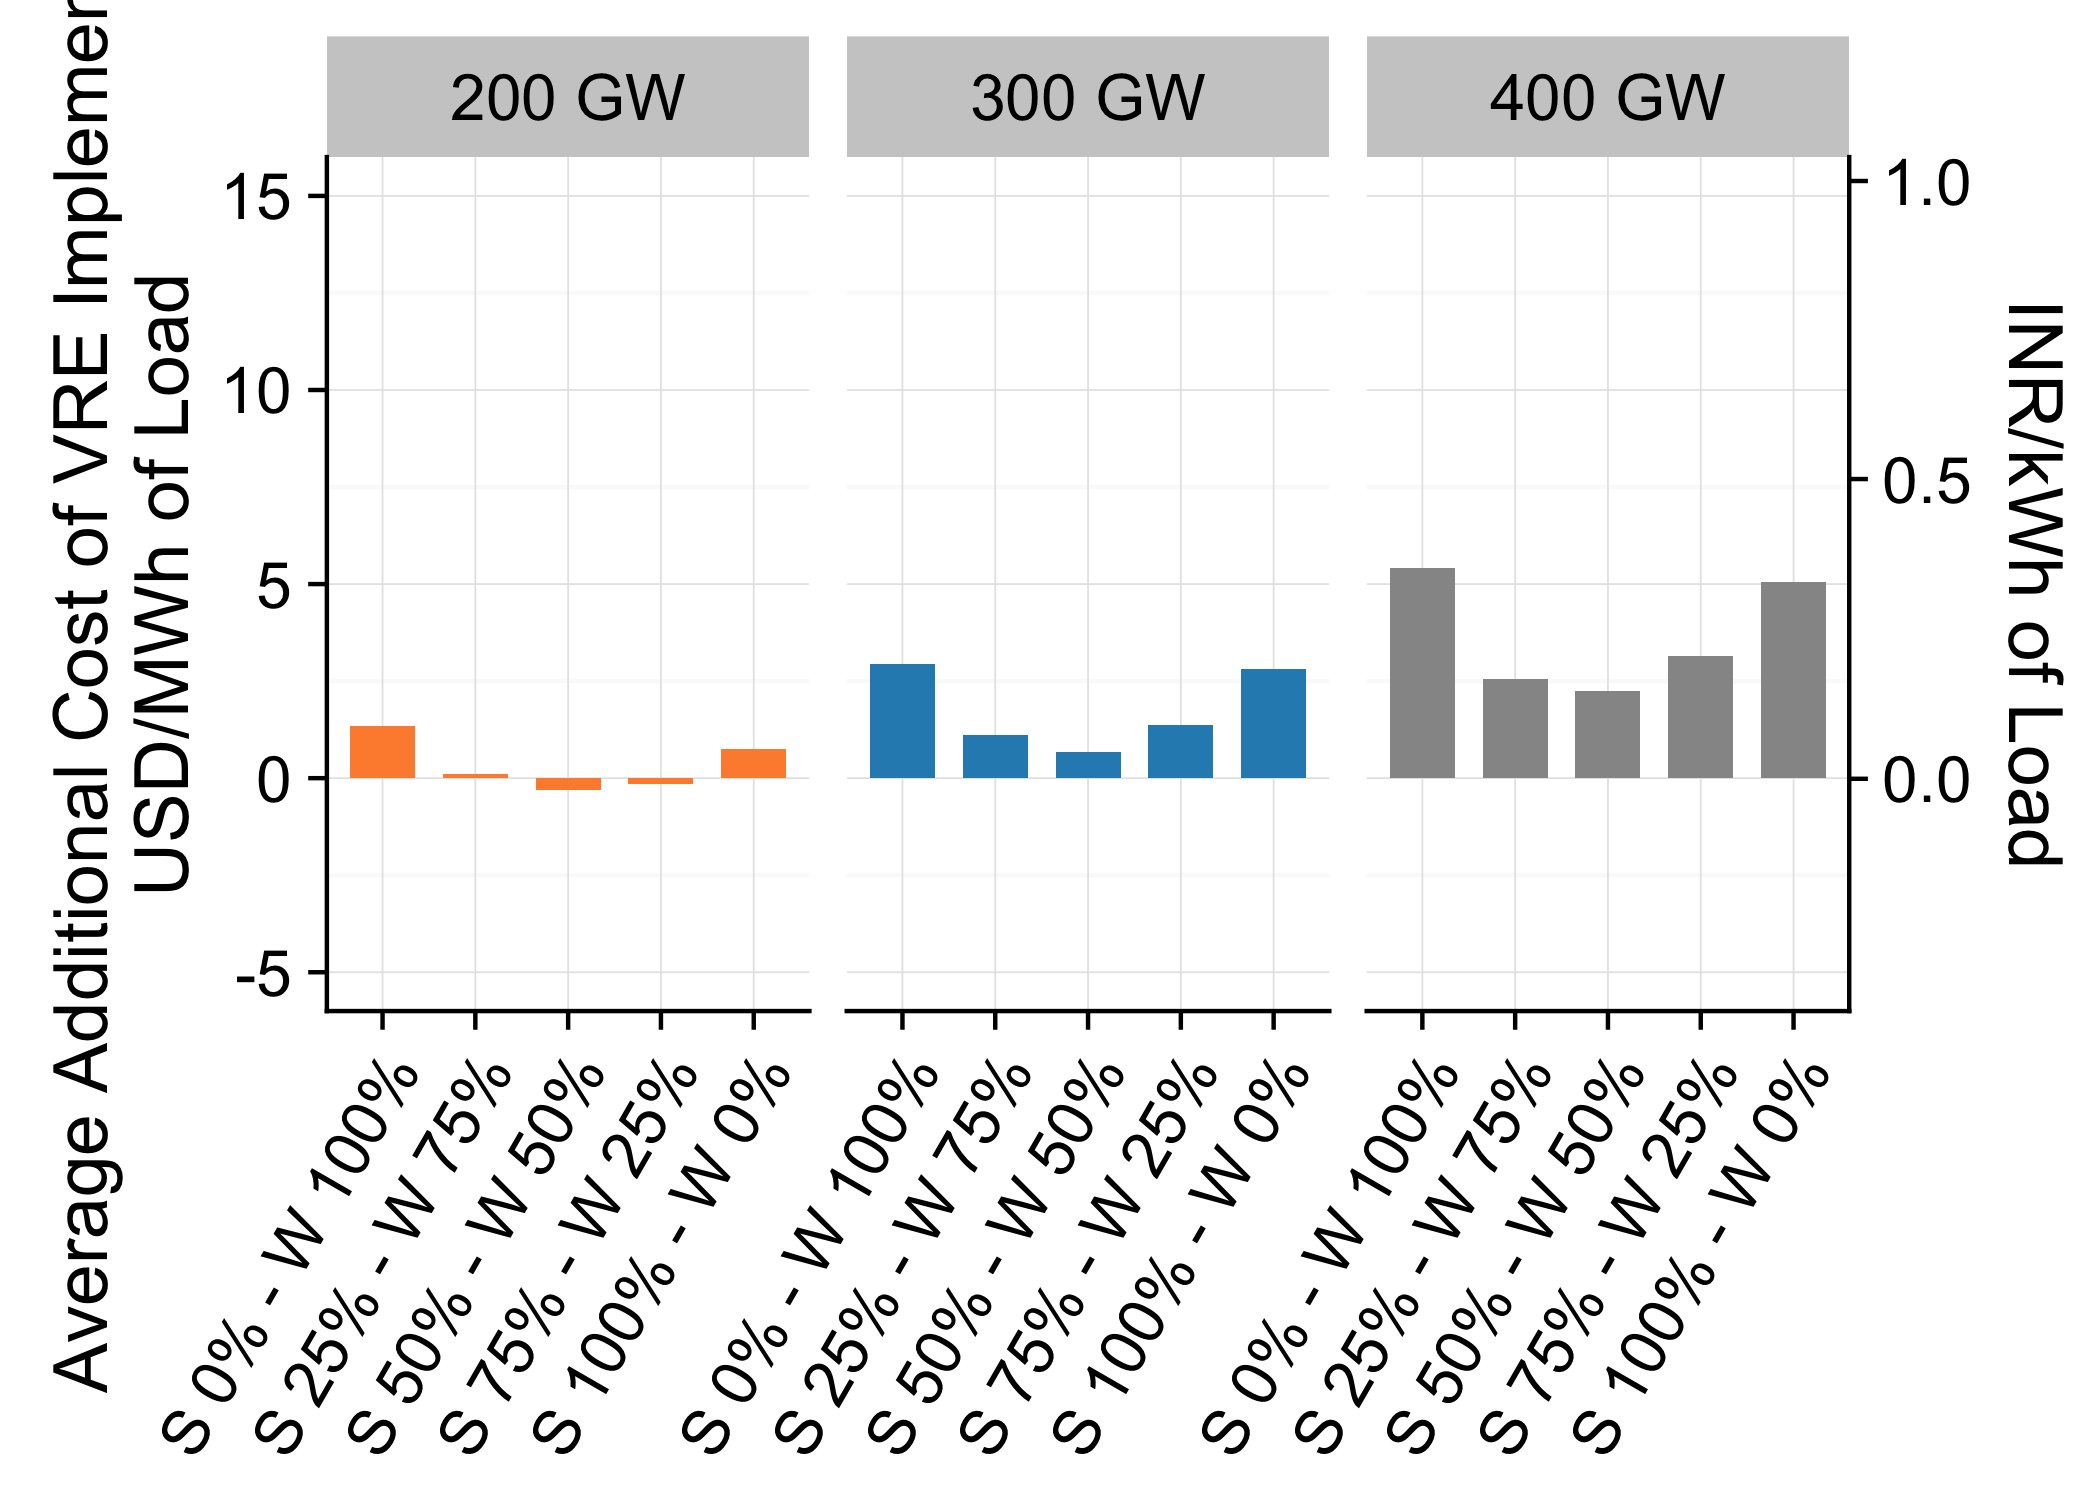 Average Additional Cost of VRE
USD/MWh of Load
200 GW
300 GW
400 GW
15
10
5
0
-5
1.0
0.5
0.0
INR/kWh of Load
S 0% - W 100%
S 25% - W 75%
S 50% - W 50%
S 75% - W 25%
S 100% - W 0%
S 0% - W 100%
S 25% - W 75%
S 50% - W 50%
S 75% - W 25%
S 100% - W 0%
S 0% - W 100%
S 25% - W 75%
S 50% - W 50%
S 75% - W 25%
S 100% - W 0%